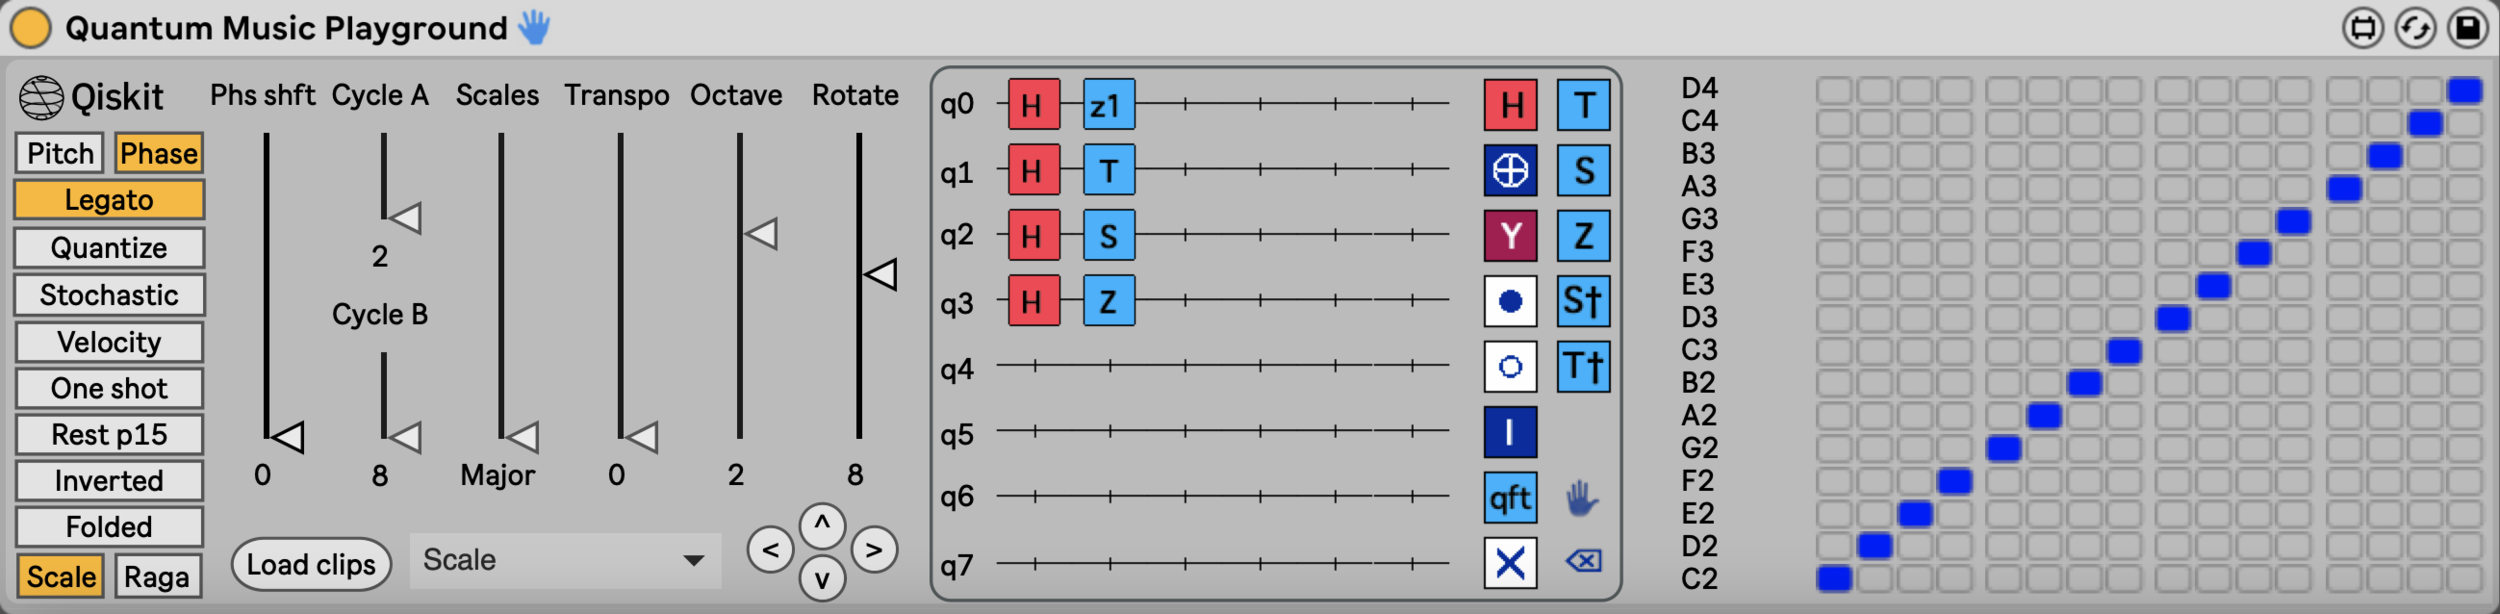 Quantum Music Playground
Qiskit
Phs shft Cycle A Scales Transpo Octave Rotate
Pitch Phase
Legato
Quantize
Stochastic
Velocity
One shot
Rest p15
Inverted
Folded
Scale Raga
2
Cycle B
0 8 Major 0 2 8
Load clips
Scale
< ^ v >
q0 H z1
q1 H T
q2 H S
q3 H Z
q4
q5
q6
q7
H T
S
Y Z
S†
T†
I
qft
D4
C4
B3
A3
G3
F3
E3
D3
C3
B2
A2
G2
F2
E2
D2
C2